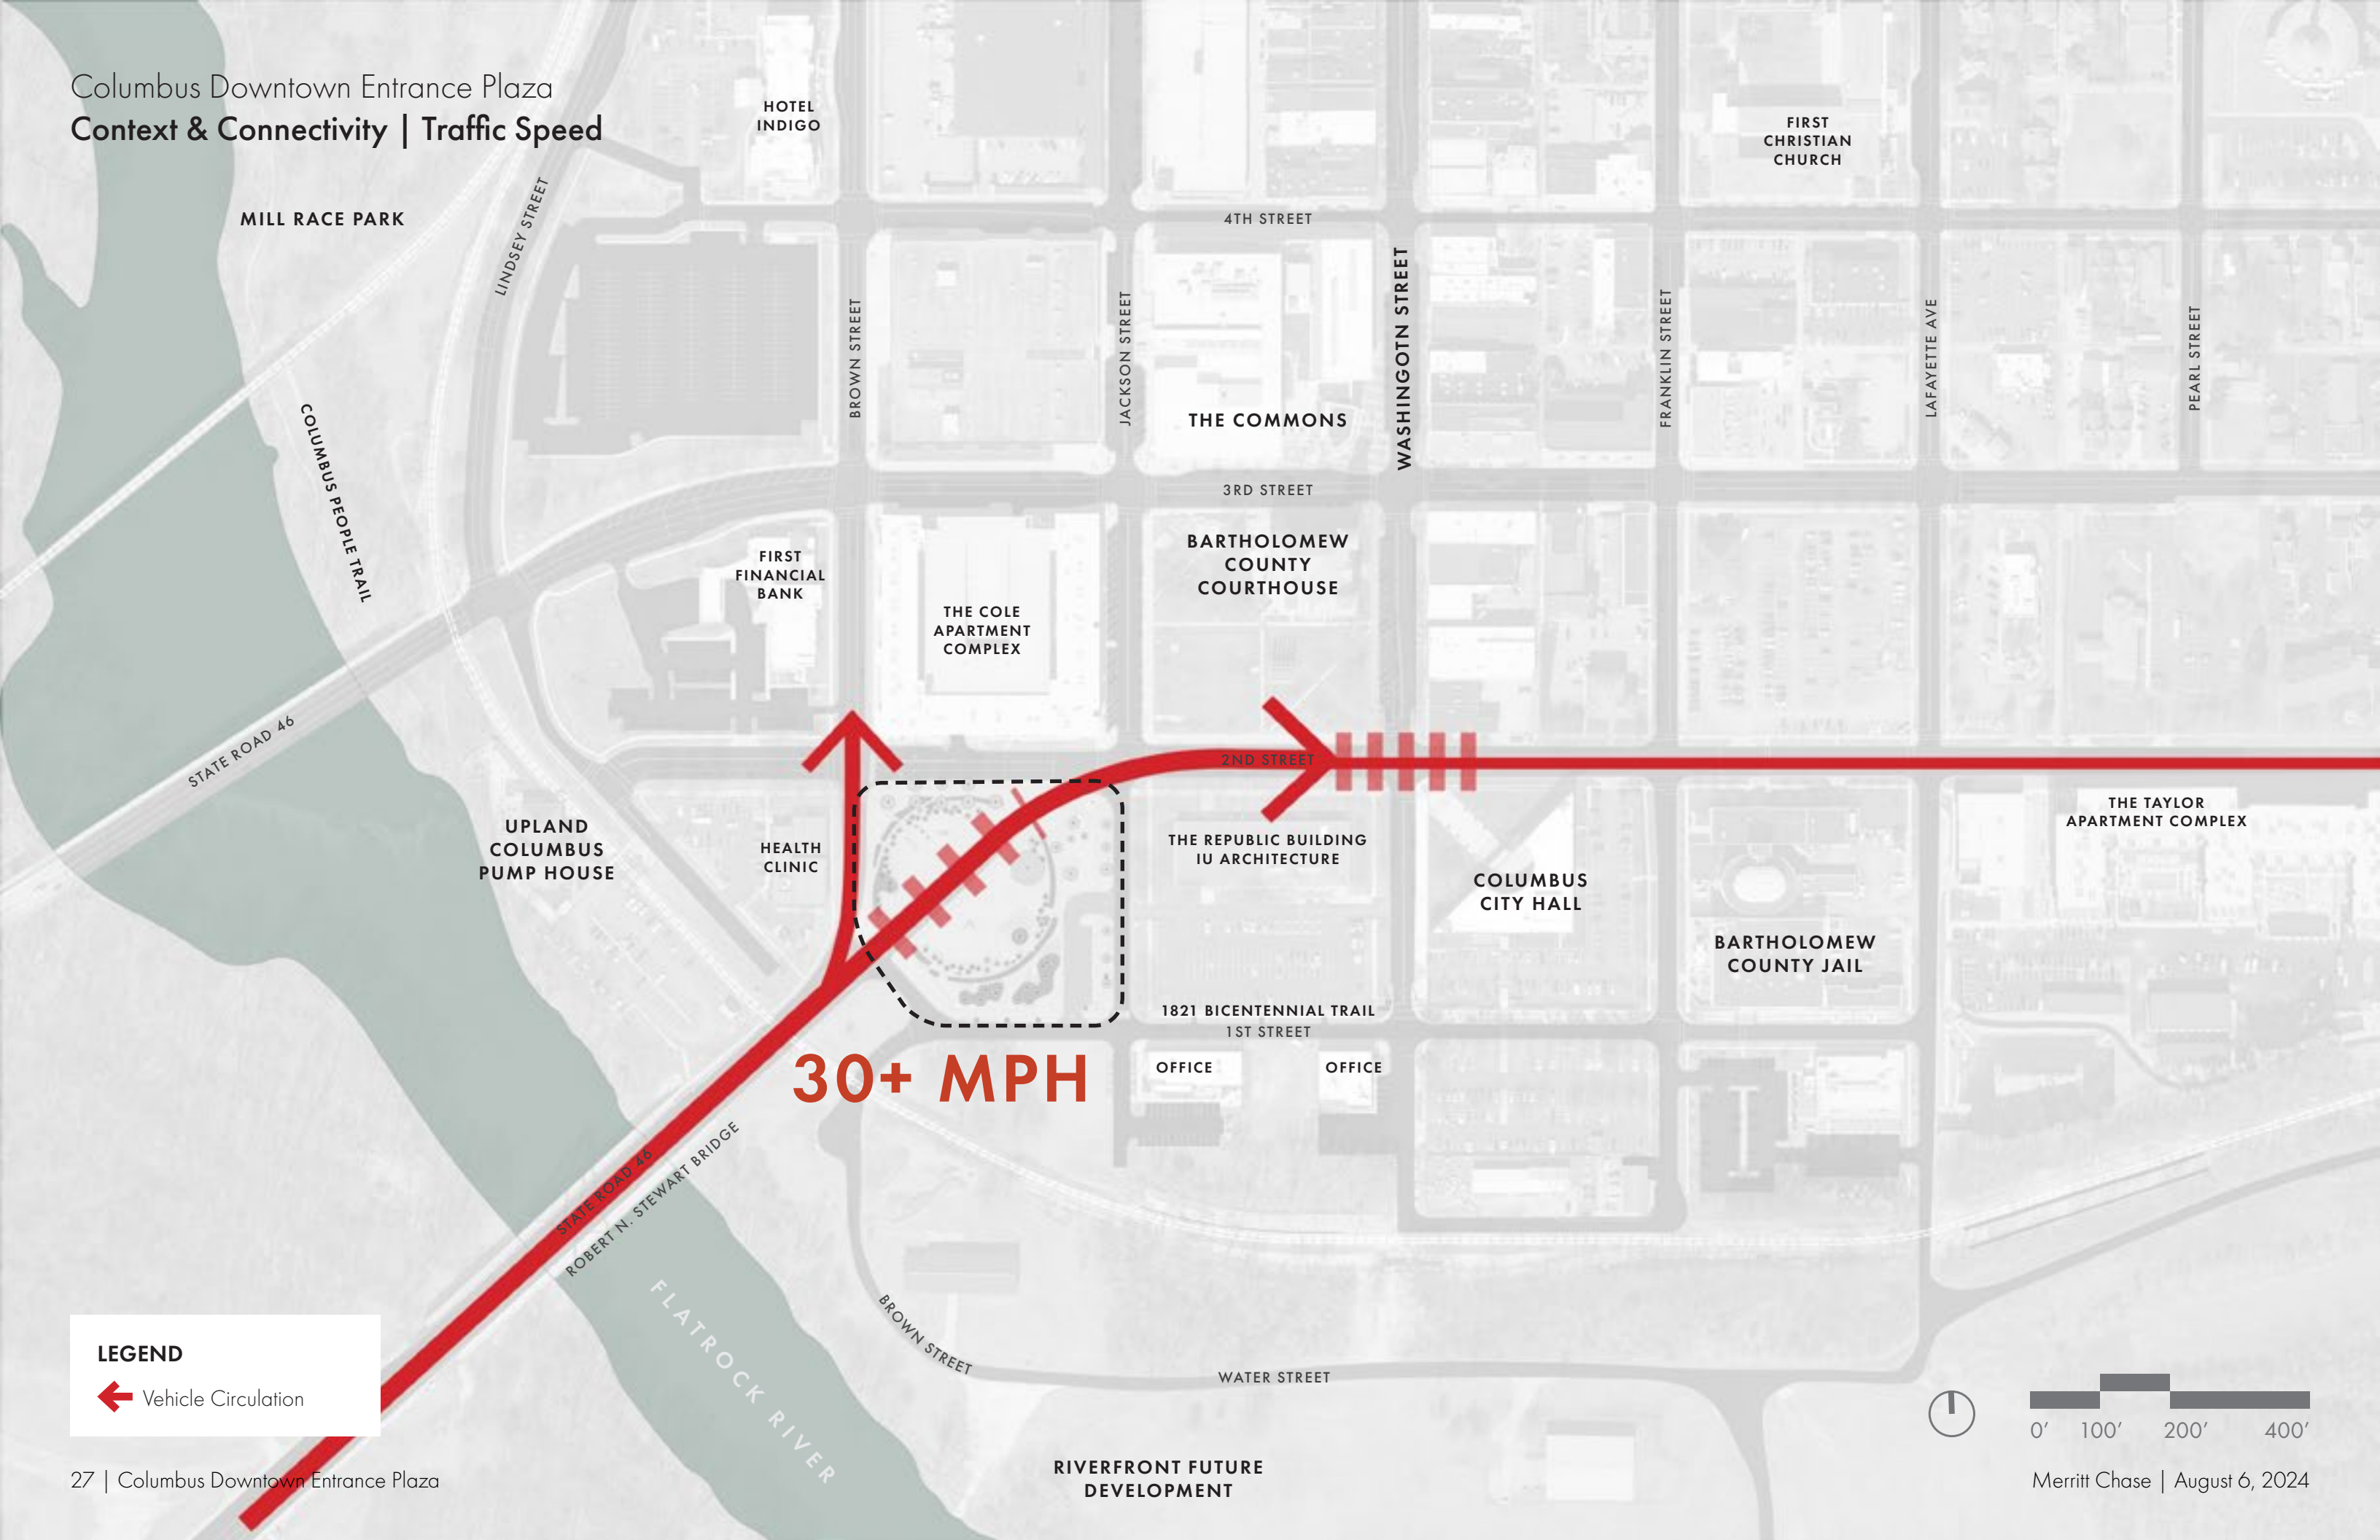 Columbus Downtown Entrance Plaza
Context & Connectivity | Traffic Speed
HOTEL
INDIGO
FIRST
CHRISTIAN
CHURCH
MILL RACE PARK
LINDSEY STREET
4TH STREET
BROWN STREET
JACKSON STREET
WASHINGOTN STREET
FRANKLIN STREET
LAFAYETTE AVE
PEARL STREET
THE COMMONS
COLUMBUS PEOPLE TRAIL
3RD STREET
FIRST
FINANCIAL
BANK
BARTHOLOMEW
COUNTY
COURTHOUSE
THE COLE
APARTMENT
COMPLEX
STATE ROAD 46
2ND STREET
UPLAND
COLUMBUS
PUMP HOUSE
HEALTH
CLINIC
THE REPUBLIC BUILDING
IU ARCHITECTURE
COLUMBUS
CITY HALL
THE TAYLOR
APARTMENT COMPLEX
BARTHOLOMEW
COUNTY JAIL
1821 BICENTENNIAL TRAIL
1ST STREET
OFFICE
OFFICE
30+ MPH
STATE ROAD 46
ROBERT N. STEWART BRIDGE
FLATROCK RIVER
BROWN STREET
WATER STREET
RIVERFRONT FUTURE
DEVELOPMENT
LEGEND
Vehicle Circulation
0’ 100’ 200’ 400’
27 | Columbus Downtown Entrance Plaza
Merritt Chase | August 6, 2024